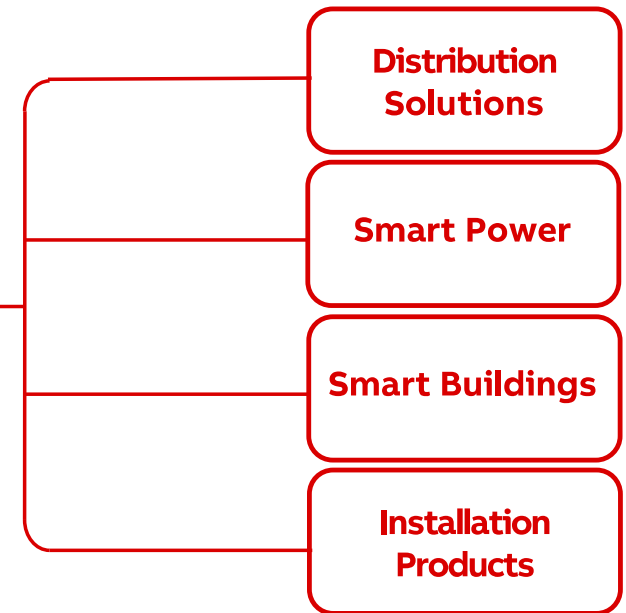 Distribution
Solutions
Smart Power
Smart Buildings
Installation
Products